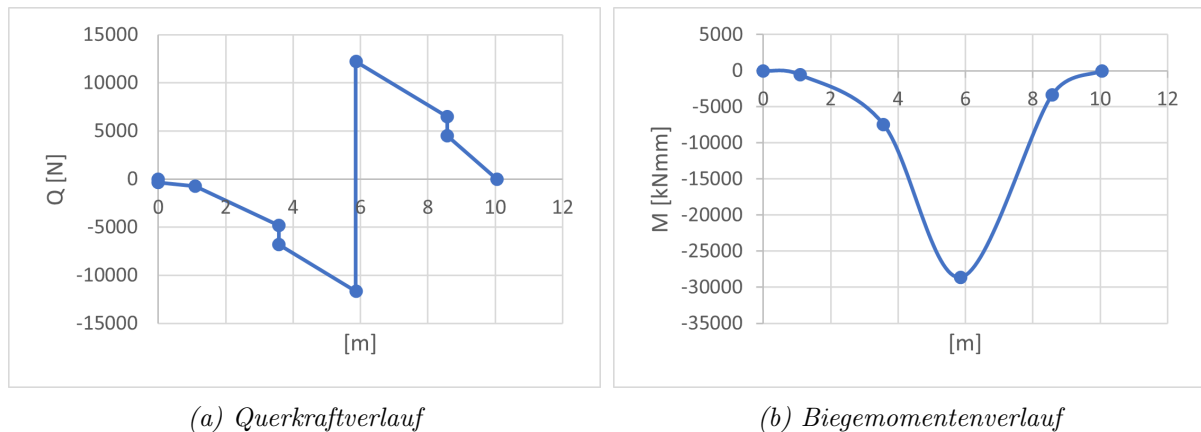 15000
10000
5000
0
-5000
-10000
-15000
0 2 4 6 8 10 12
Q [N]
[m]
5000
0
-5000
-10000
-15000
-20000
-25000
-30000
-35000
0 2 4 6 8 10 12
M [kNmm]
[m]
(a) Querkraftverlauf
(b) Biegemomentenverlauf